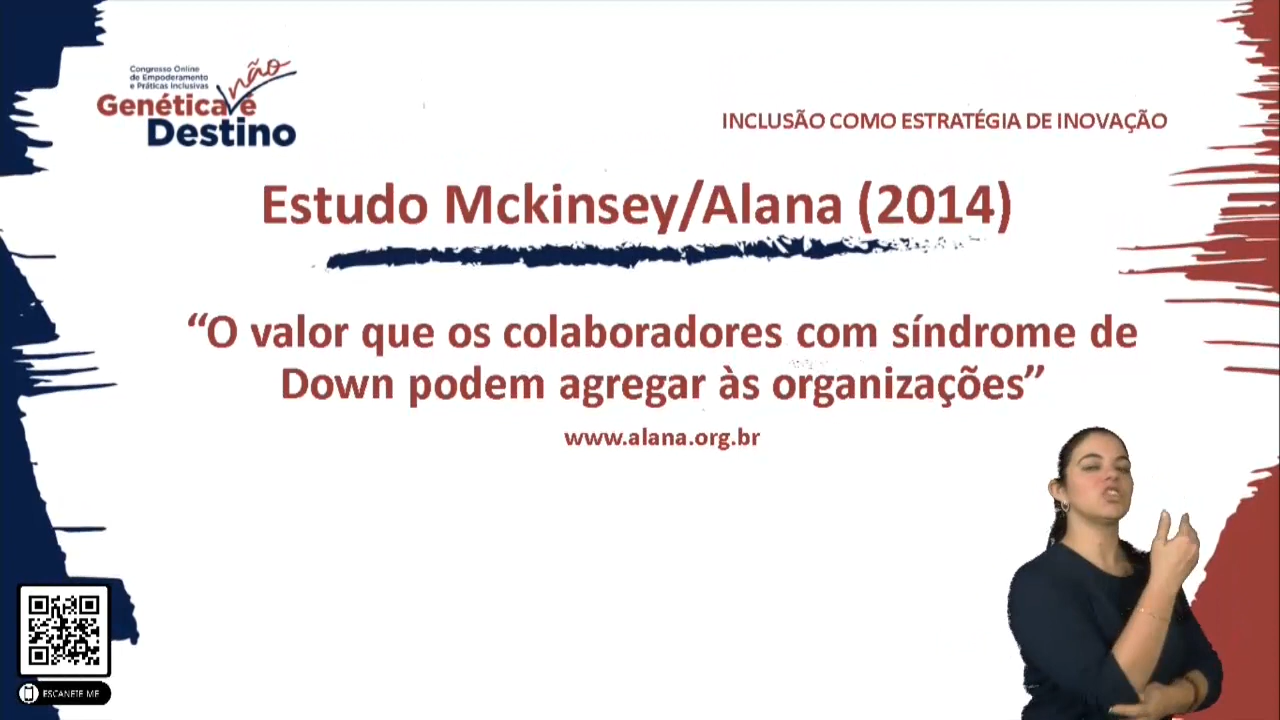 Congresso Online
de Empoderamento
e Práticas Inclusivas
não
Genética é
Destino
INCLUSÃO COMO ESTRATÉGIA DE INOVAÇÃO
Estudo Mckinsey/Alana (2014)
“O valor que os colaboradores com síndrome de
Down podem agregar às organizações”
www.alana.org.br
ESCANEIE ME